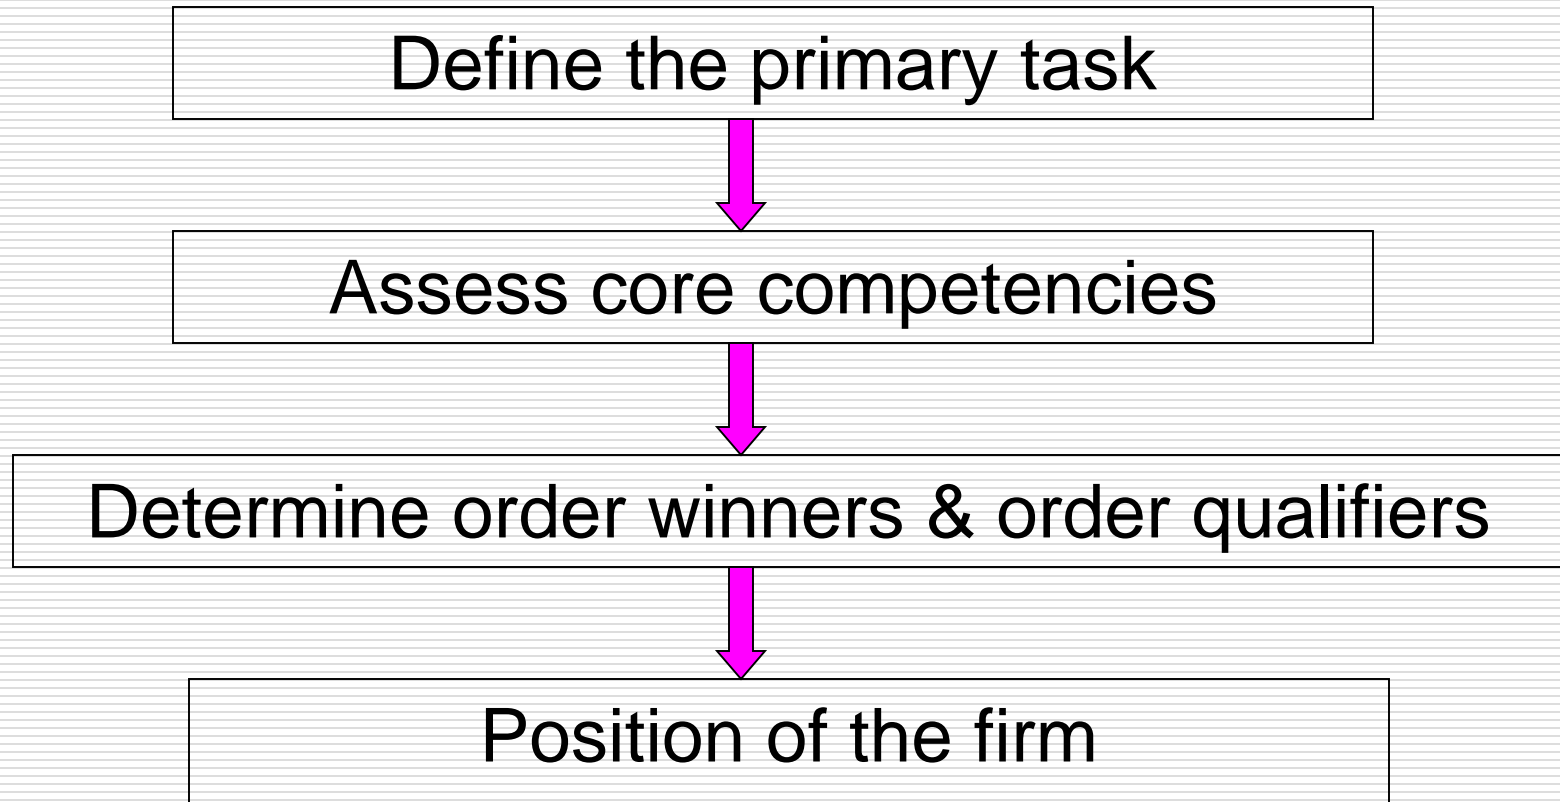 Define the primary task
Assess core competencies
Determine order winners & order qualifiers
Position of the firm